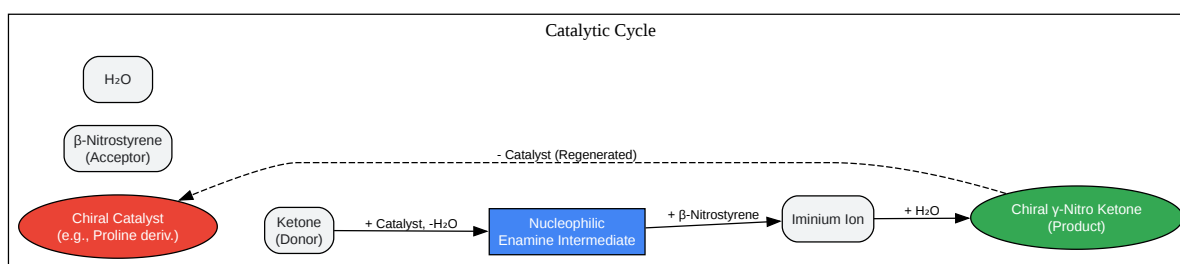 Catalytic Cycle
H₂O
β-Nitrostyrene
(Acceptor)
- Catalyst (Regenerated)
Chiral Catalyst
(e.g., Proline deriv.)
Ketone
(Donor)
+ Catalyst, -H₂O
Nucleophilic
Enamine Intermediate
+ β-Nitrostyrene
Iminium Ion
+ H₂O
Chiral γ-Nitro Ketone
(Product)